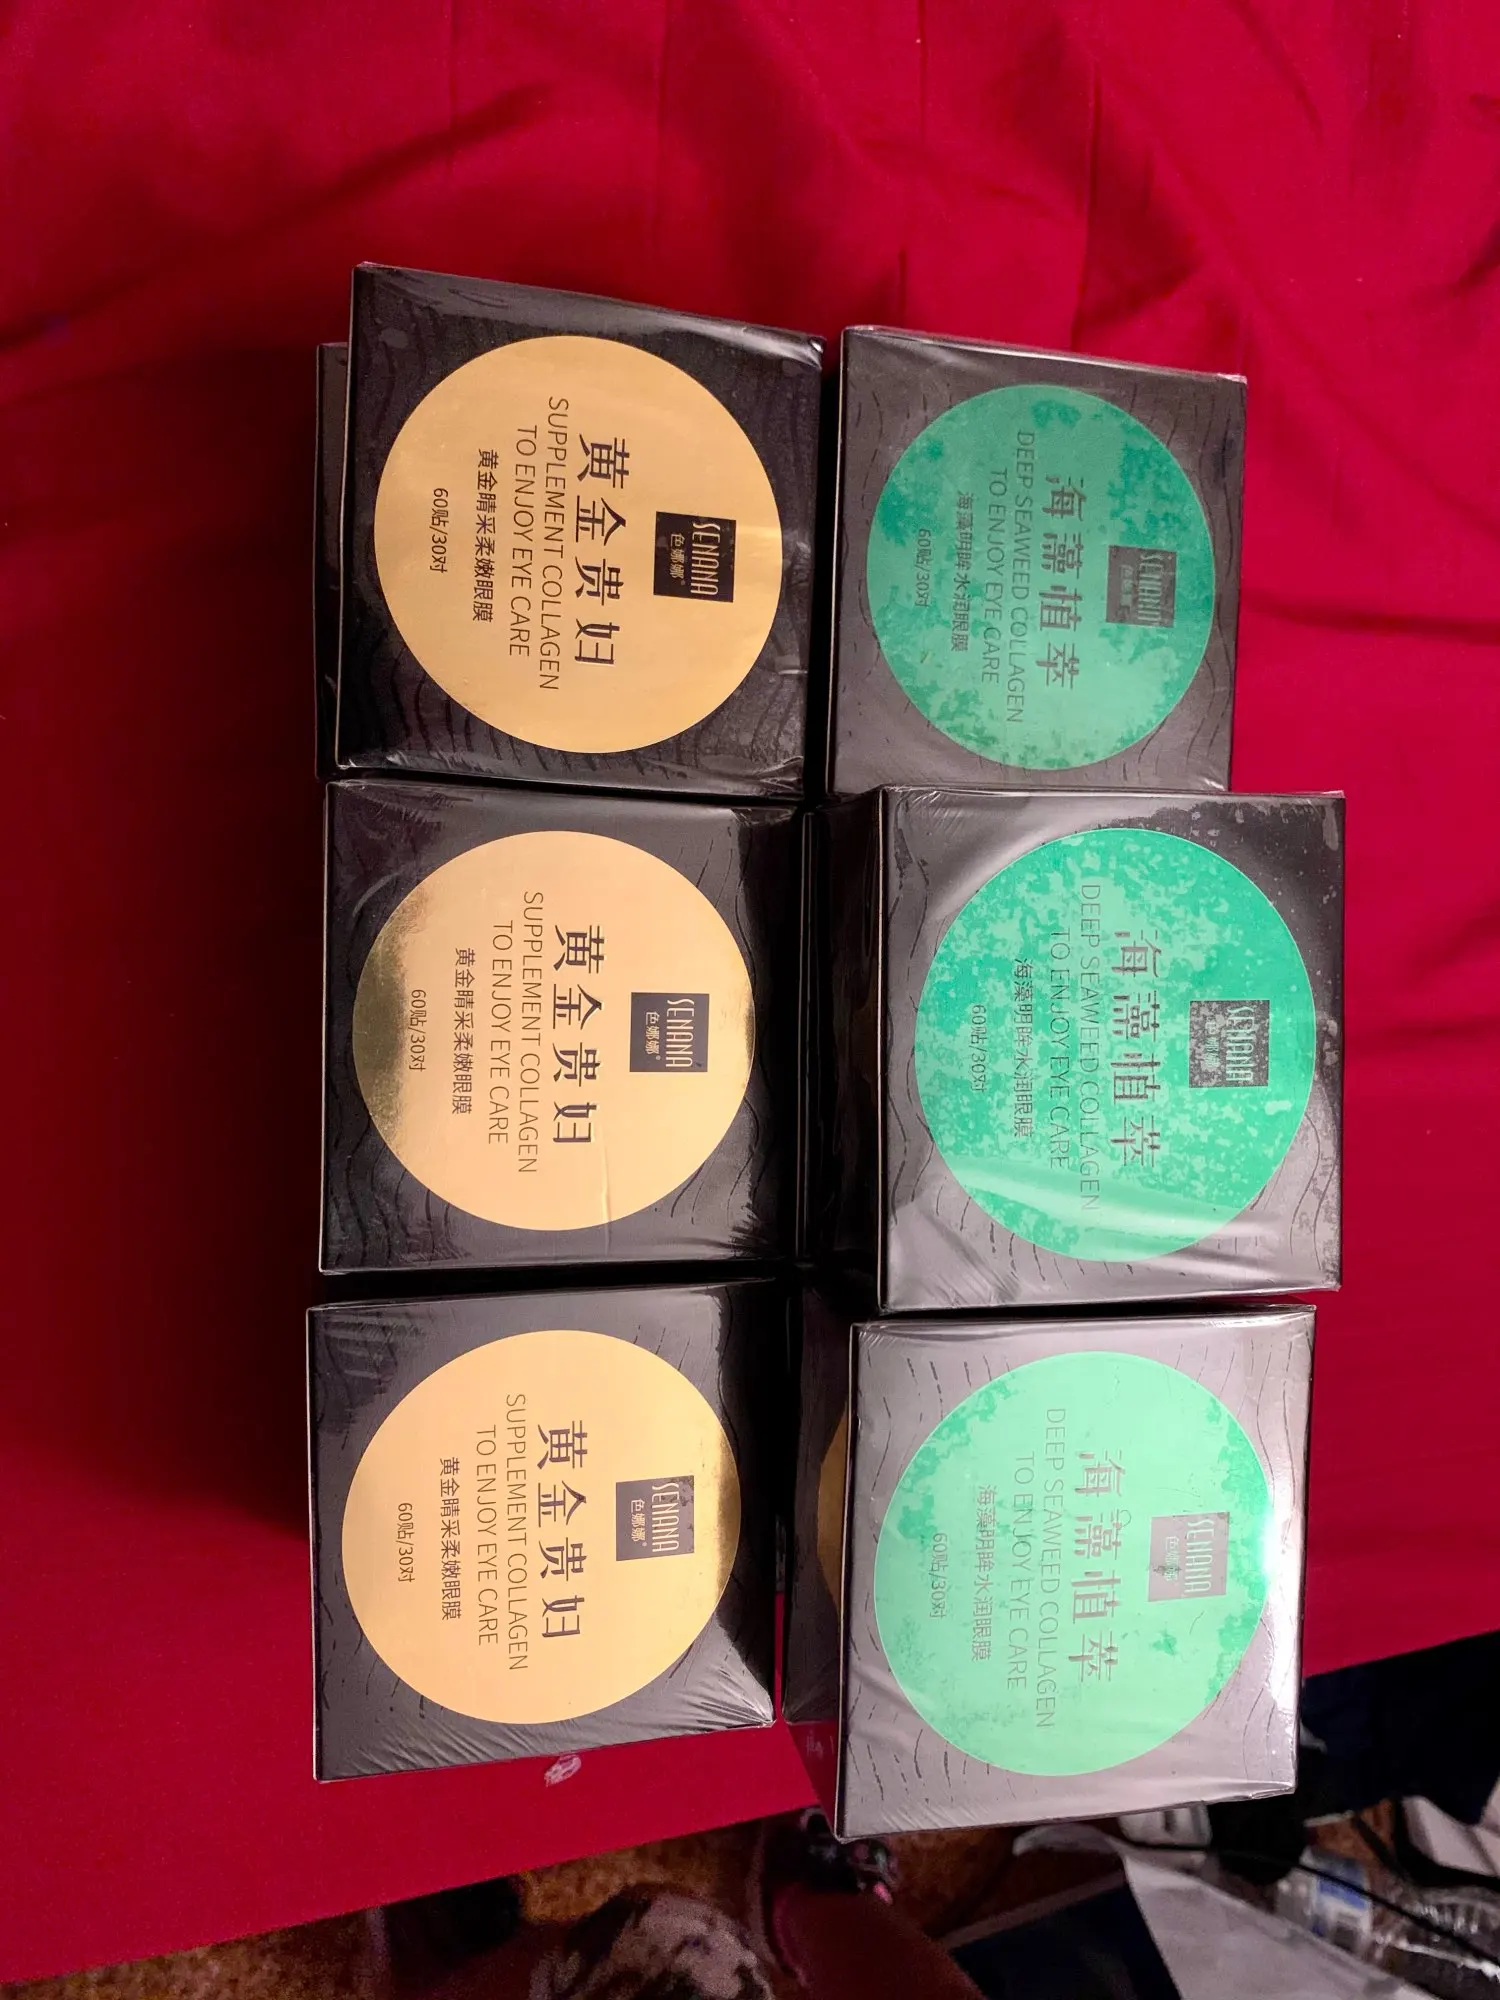 SENANA
色娜娜®
黄金贵妇
SUPPLEMENT COLLAGEN
TO ENJOY EYE CARE
黄金睛采柔嫩眼膜
60贴/30对
SENANA
色娜娜
海藻植萃
DEEP SEAWEED COLLAGEN
TO ENJOY EYE CARE
海藻明眸水润眼膜
60贴/30对
SENANA
色娜娜®
黄金贵妇
SUPPLEMENT COLLAGEN
TO ENJOY EYE CARE
黄金睛采柔嫩眼膜
60贴/30对
SENANA
色娜娜
海藻植萃
DEEP SEAWEED COLLAGEN
TO ENJOY EYE CARE
海藻明眸水润眼膜
60贴/30对
SENANA
色娜娜®
黄金贵妇
SUPPLEMENT COLLAGEN
TO ENJOY EYE CARE
黄金睛采柔嫩眼膜
60贴/30对
SENANA
色娜娜
海藻植萃
DEEP SEAWEED COLLAGEN
TO ENJOY EYE CARE
海藻明眸水润眼膜
60贴/30对